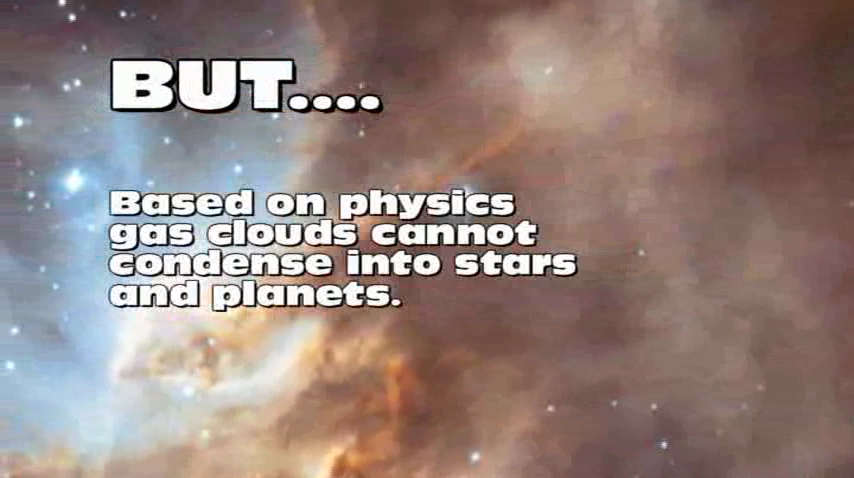 BUT....
Based on physics
gas clouds cannot
condense into stars
and planets.